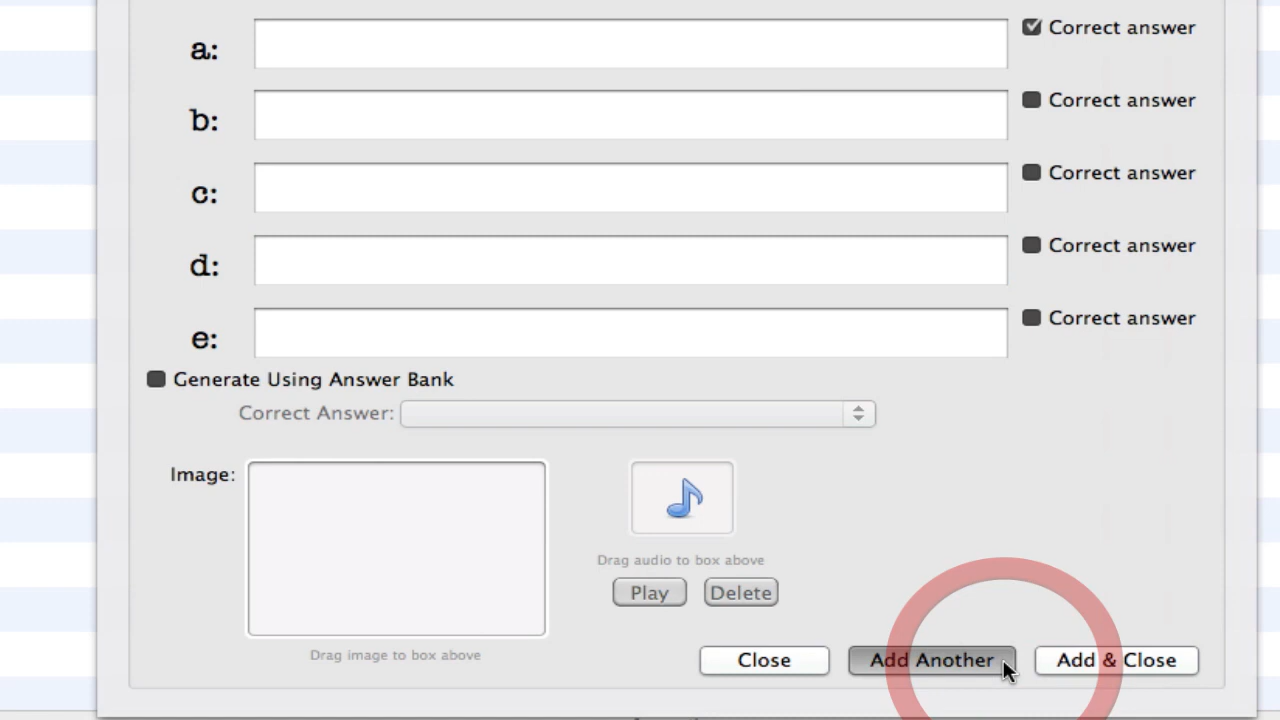 a: Correct answer
b: Correct answer
c: Correct answer
d: Correct answer
e: Correct answer
Generate Using Answer Bank
Correct Answer:
Image:
Drag audio to box above
Play Delete
Drag image to box above
Close Add Another Add & Close